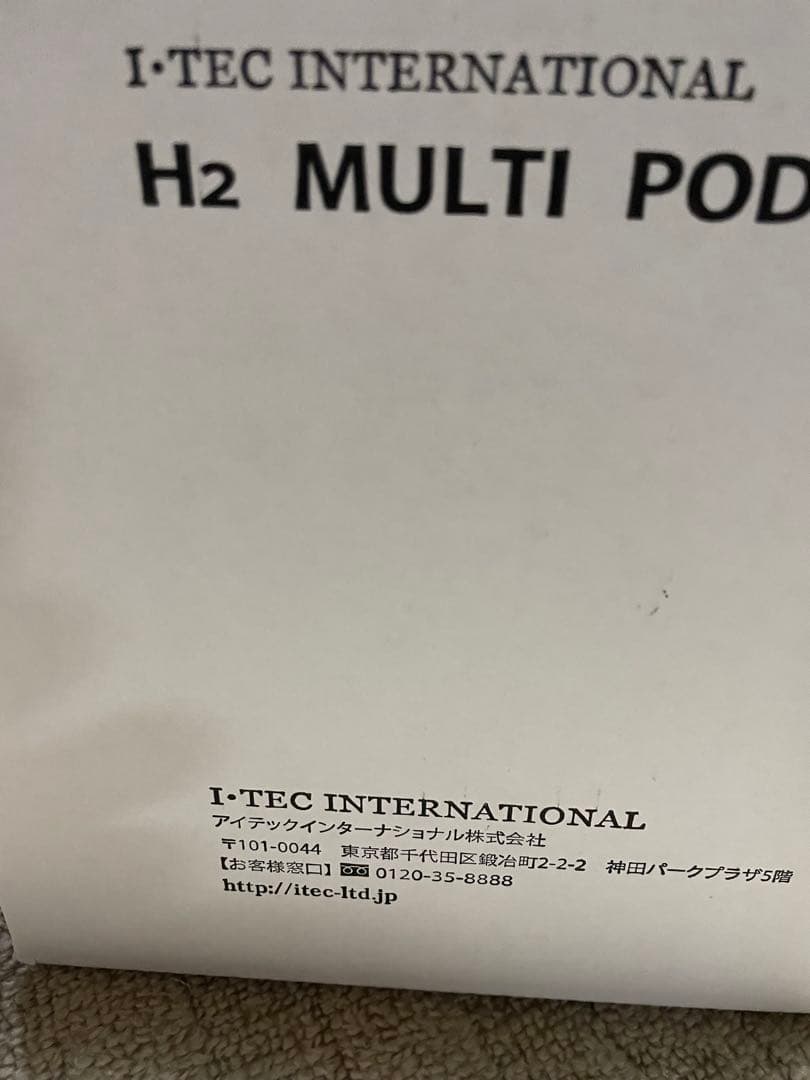 I・TEC INTERNATIONAL
H2 MULTI POD
I・TEC INTERNATIONAL
アイテックインターナショナル株式会社
〒101-0044 東京都千代田区鍛冶町2-2-2 神田パークプラザ5階
【お客様窓口】 0120-35-8888
http://itec-ltd.jp